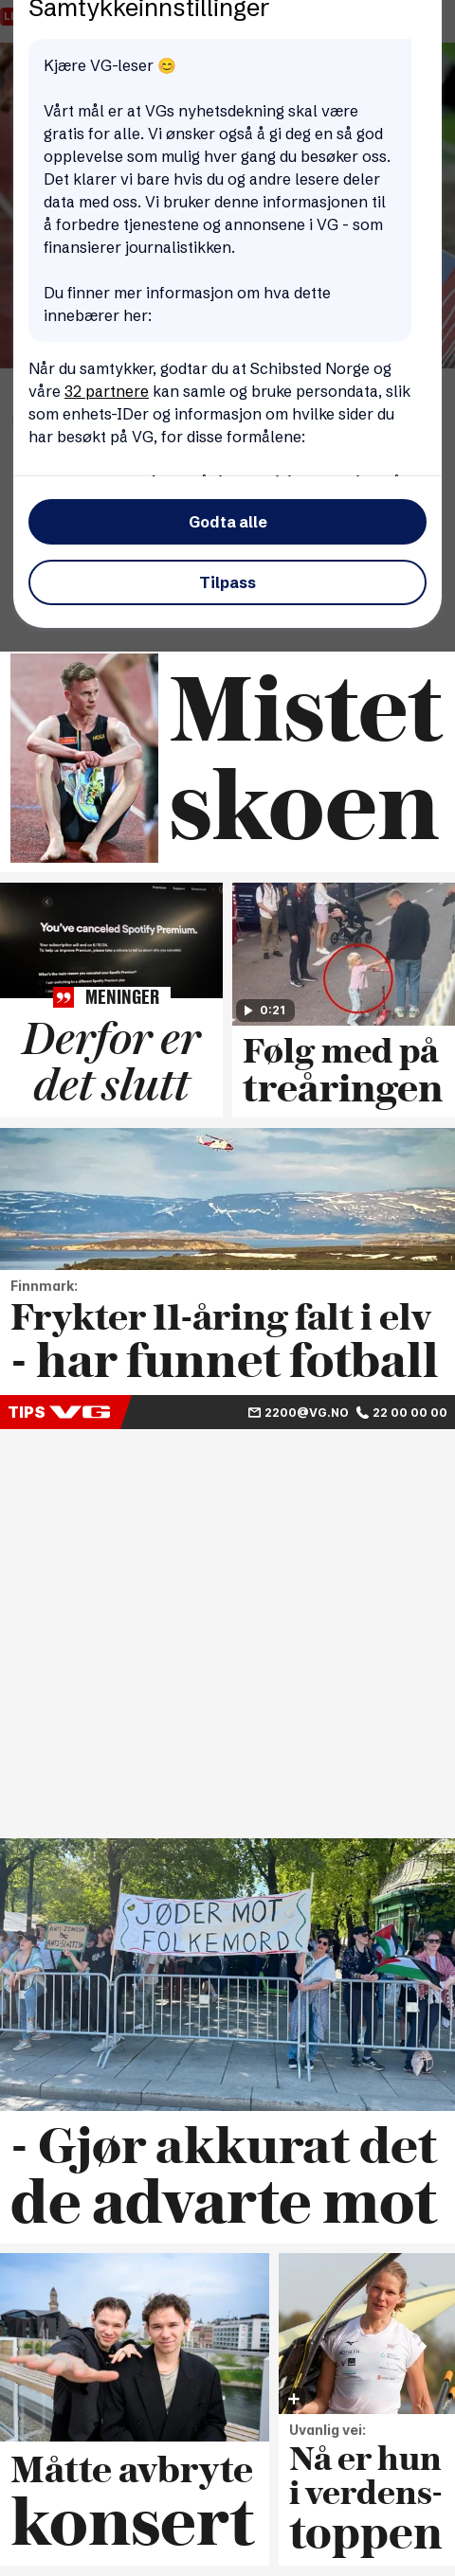 Samtykkeinnstillinger
Kjære VG-leser 😊
Vårt mål er at VGs nyhetsdekning skal være
gratis for alle. Vi ønsker også å gi deg en så god
opplevelse som mulig hver gang du besøker oss.
Det klarer vi bare hvis du og andre lesere deler
data med oss. Vi bruker denne informasjonen til
å forbedre tjenestene og annonsene i VG - som
finansierer journalistikken.
Du finner mer informasjon om hva dette
innebærer her:
Når du samtykker, godtar du at Schibsted Norge og
våre 32 partnere kan samle og bruke persondata, slik
som enhets-IDer og informasjon om hvilke sider du
har besøkt på VG, for disse formålene:
Godta alle
Tilpass
Mistet
skoen
You've canceled Spotify Premium.
MENINGER
Derfor er
det slutt
0:21
Følg med på
treåringen
Finnmark:
Frykter 11-åring falt i elv
- har funnet fotball
TIPS VG
2200@VG.NO 22 00 00 00
JØDER MOT
FOLKEMORD
- Gjør akkurat det
de advarte mot
Måtte avbryte
konsert
Uvanlig vei:
Nå er hun
i verdens-
toppen